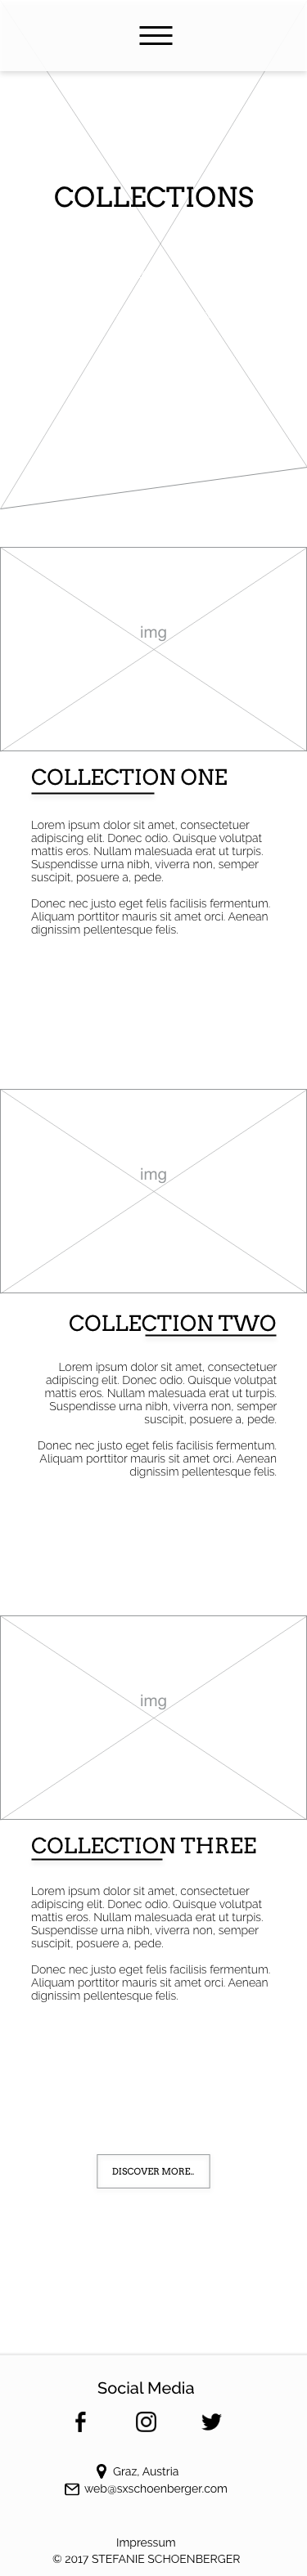 COLLECTIONS
img
COLLECTION ONE
Lorem ipsum dolor sit amet, consectetuer
adipiscing elit. Donec odio. Quisque volutpat
mattis eros. Nullam malesuada erat ut turpis.
Suspendisse urna nibh, viverra non, semper
suscipit, posuere a, pede.
Donec nec justo eget felis facilisis fermentum.
Aliquam porttitor mauris sit amet orci. Aenean
dignissim pellentesque felis.
img
COLLECTION TWO
Lorem ipsum dolor sit amet, consectetuer
adipiscing elit. Donec odio. Quisque volutpat
mattis eros. Nullam malesuada erat ut turpis.
Suspendisse urna nibh, viverra non, semper
suscipit, posuere a, pede.
Donec nec justo eget felis facilisis fermentum.
Aliquam porttitor mauris sit amet orci. Aenean
dignissim pellentesque felis.
img
COLLECTION THREE
Lorem ipsum dolor sit amet, consectetuer
adipiscing elit. Donec odio. Quisque volutpat
mattis eros. Nullam malesuada erat ut turpis.
Suspendisse urna nibh, viverra non, semper
suscipit, posuere a, pede.
Donec nec justo eget felis facilisis fermentum.
Aliquam porttitor mauris sit amet orci. Aenean
dignissim pellentesque felis.
DISCOVER MORE..
Social Media
Graz, Austria
web@sxschoenberger.com
Impressum
© 2017 STEFANIE SCHOENBERGER